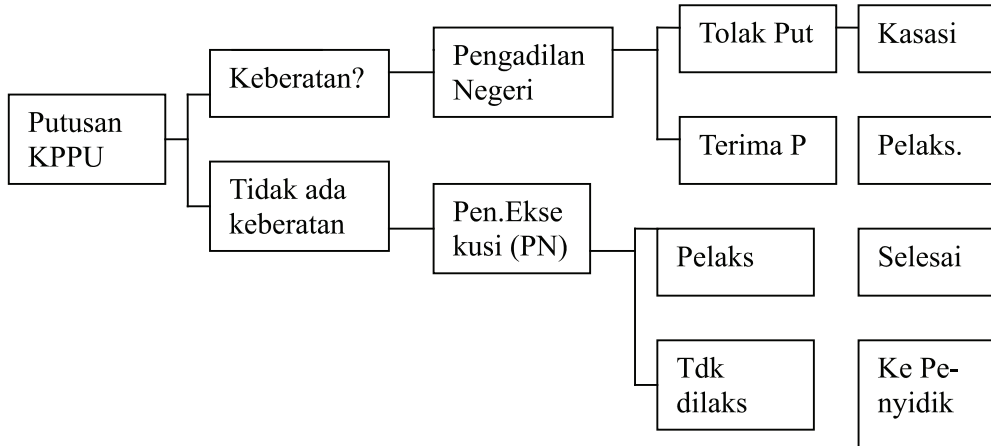 Putusan
KPPU
Keberatan?
Pengadilan
Negeri
Tolak Put
Kasasi
Terima P
Pelaks.
Tidak ada
keberatan
Pen.Ekse
kusi (PN)
Pelaks
Selesai
Tdk
dilaks
Ke Pe-
nyidik